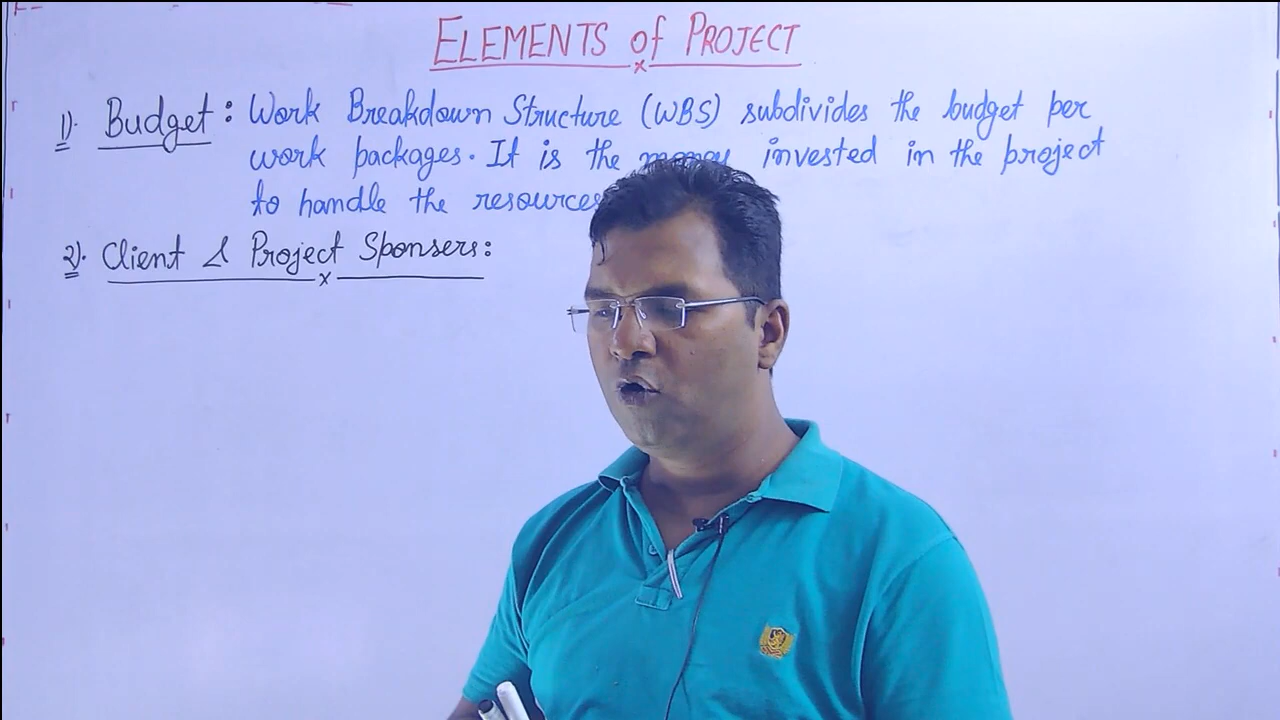 ELEMENTS of PROJECT
1). Budget: Work Breakdown Structure (WBS) subdivides the budget per
work packages. It is the money invested in the project
to handle the resources
2). Client & Project Sponsers: